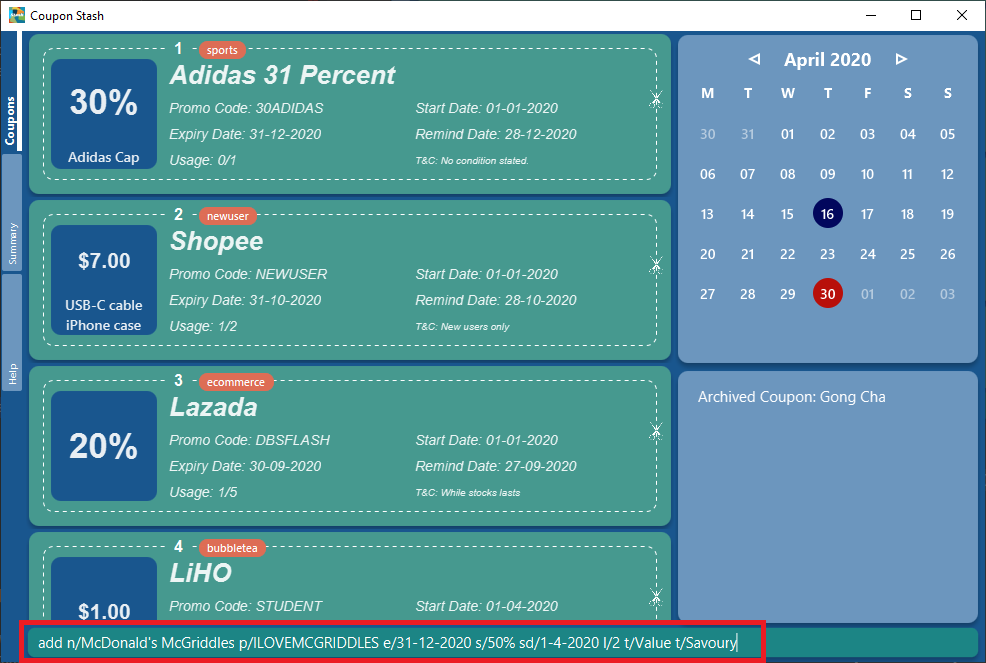 Coupon Stash
Coupons
Summary
Help
1 sports
Adidas 31 Percent
30%
Adidas Cap
Promo Code: 30ADIDAS Start Date: 01-01-2020
Expiry Date: 31-12-2020 Remind Date: 28-12-2020
Usage: 0/1 T&C: No condition stated.
2 newuser
Shopee
$7.00
USB-C cable
iPhone case
Promo Code: NEWUSER Start Date: 01-01-2020
Expiry Date: 31-10-2020 Remind Date: 28-10-2020
Usage: 1/2 T&C: New users only
3 ecommerce
Lazada
20%
Promo Code: DBSFLASH Start Date: 01-01-2020
Expiry Date: 30-09-2020 Remind Date: 27-09-2020
Usage: 1/5 T&C: While stocks lasts
4 bubbletea
LiHO
$1.00
Promo Code: STUDENT Start Date: 01-04-2020
April 2020
M T W T F S S
30 31 01 02 03 04 05
06 07 08 09 10 11 12
13 14 15 16 17 18 19
20 21 22 23 24 25 26
27 28 29 30 01 02 03
Archived Coupon: Gong Cha
add n/McDonald's McGriddles p/ILOVEMCGRIDDLES e/31-12-2020 s/50% sd/1-4-2020 l/2 t/Value t/Savoury